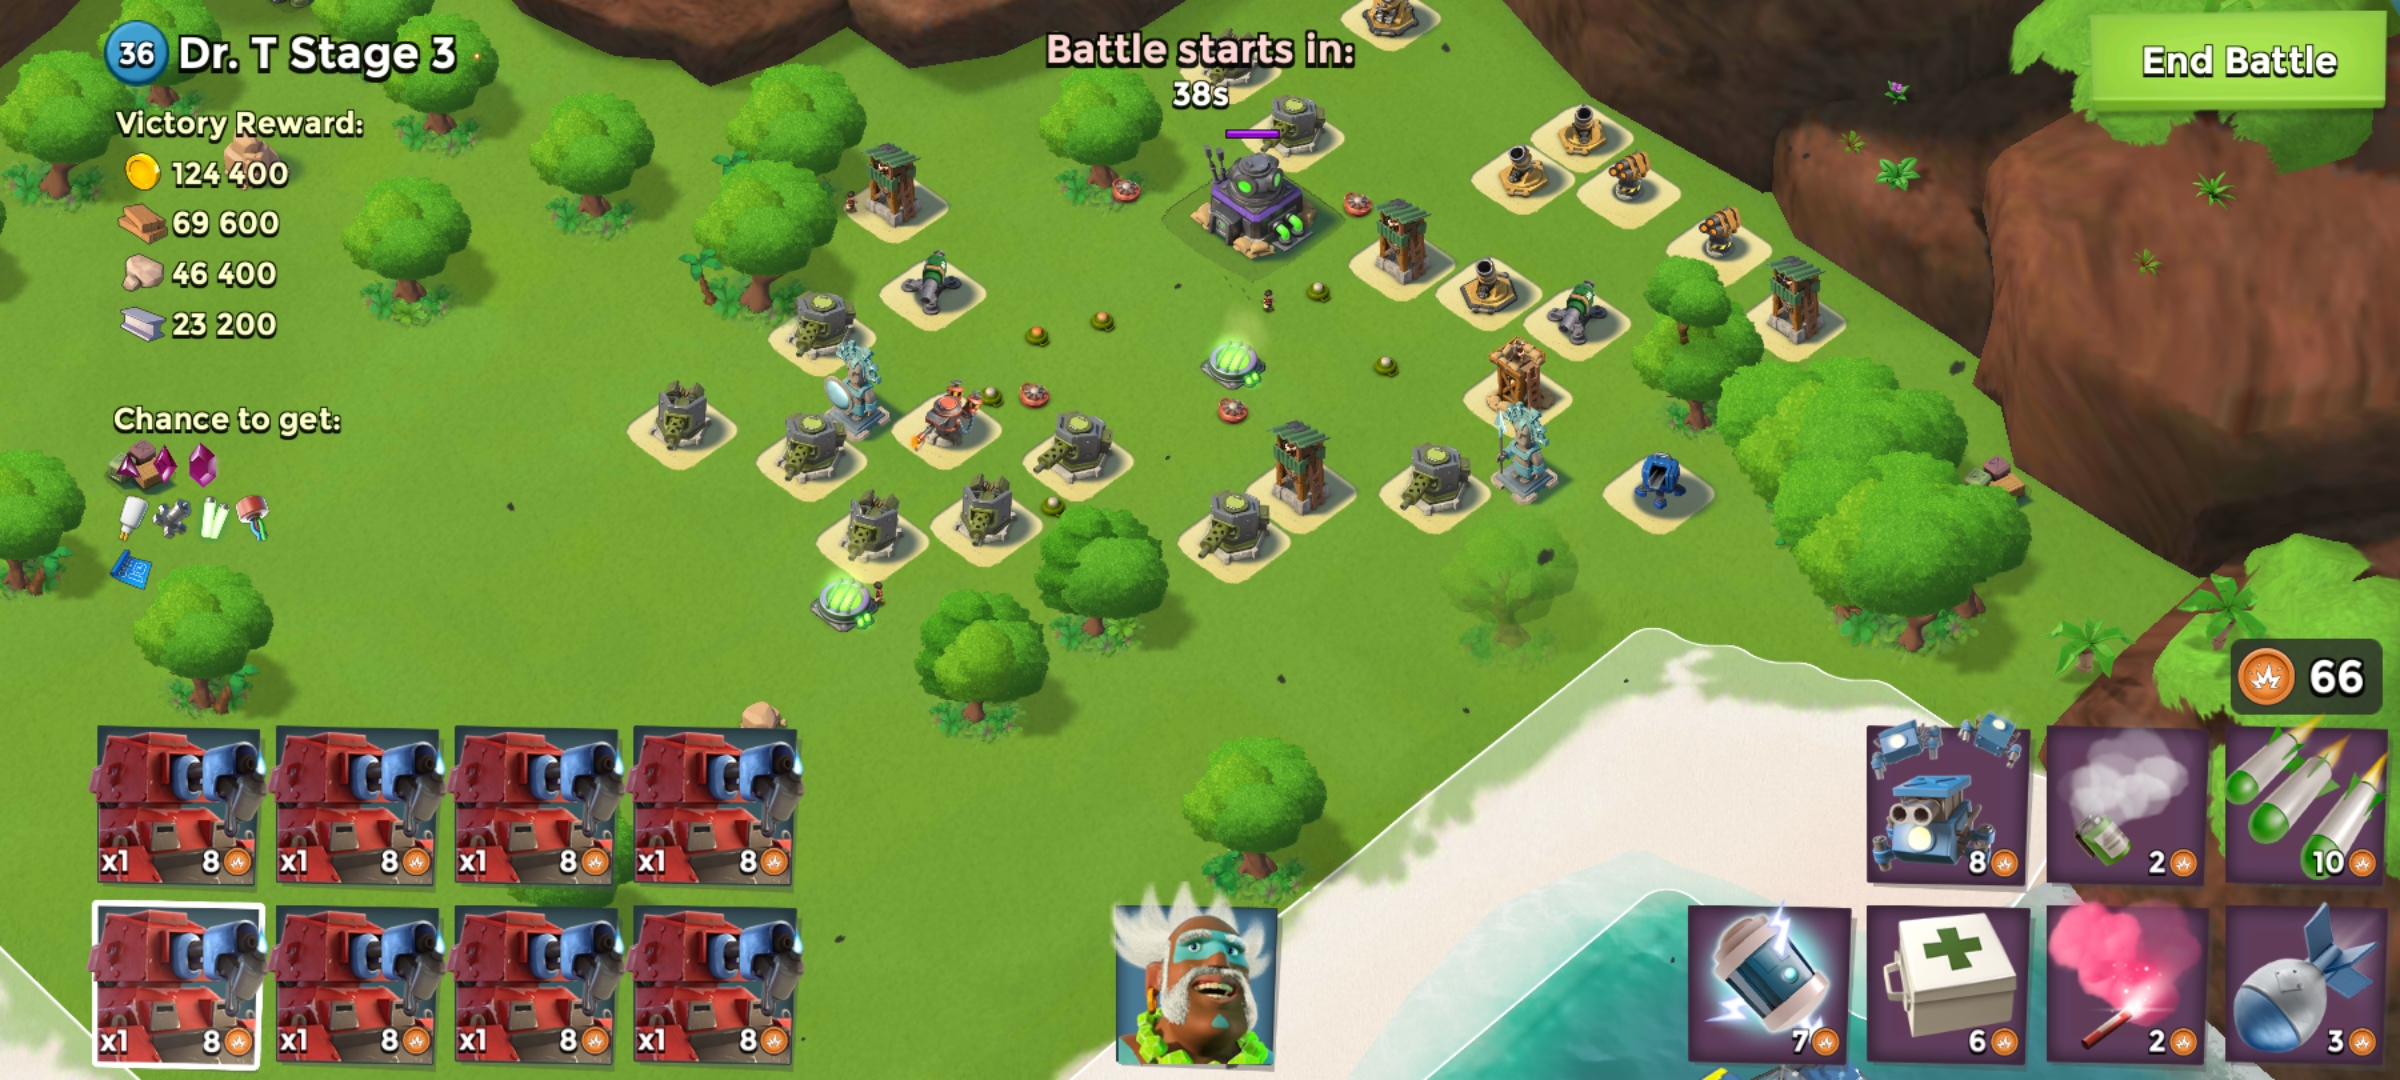 36 Dr. T Stage 3
Battle starts in:
38s
End Battle
Victory Reward:
124 400
69 600
46 400
23 200
Chance to get:
66
x1 8
x1 8
x1 8
x1 8
8
2
10
x1 8
x1 8
x1 8
x1 8
7
6
2
3